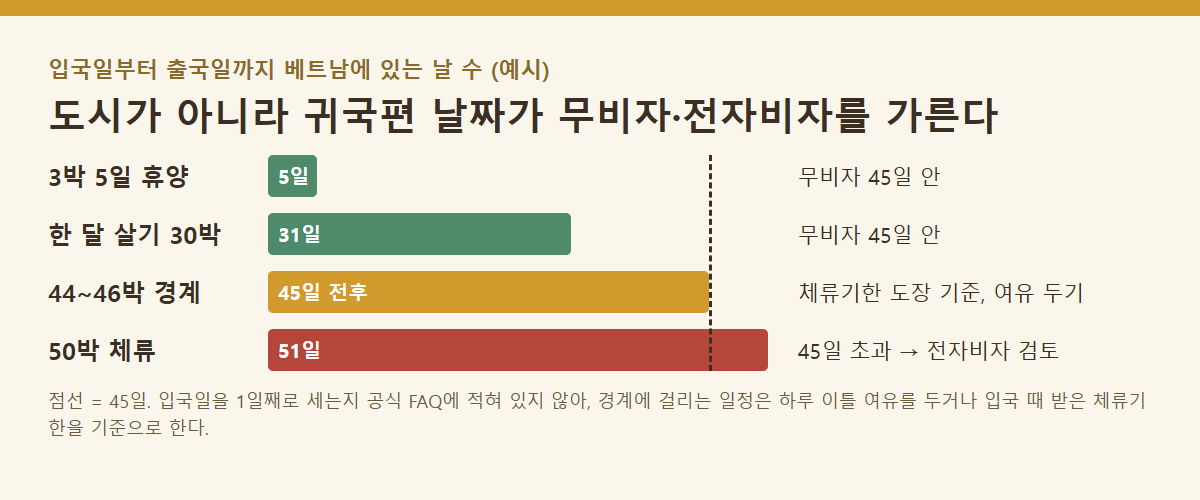 입국일부터 출국일까지 베트남에 있는 날 수 (예시)
도시가 아니라 귀국편 날짜가 무비자·전자비자를 가른다
3박 5일 휴양 5일 무비자 45일 안
한 달 살기 30박 31일 무비자 45일 안
44~46박 경계 45일 전후 체류기한 도장 기준, 여유 두기
50박 체류 51일 45일 초과 → 전자비자 검토
점선 = 45일. 입국일을 1일째로 세는지 공식 FAQ에 적혀 있지 않아, 경계에 걸리는 일정은 하루 이틀 여유를 두거나 입국 때 받은 체류기
한을 기준으로 한다.